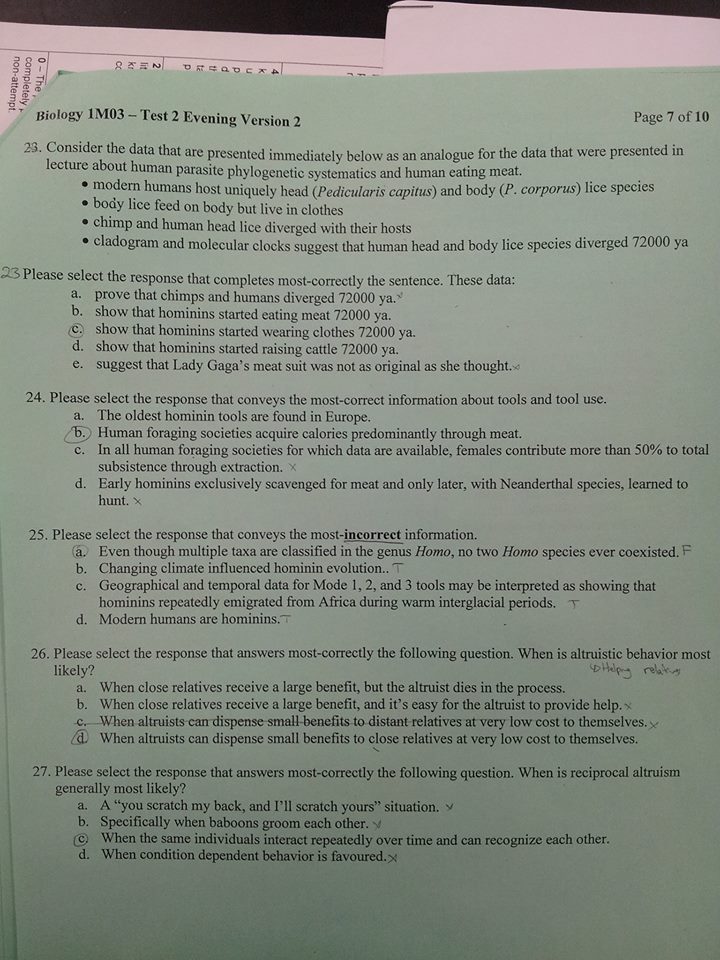 0 – The
completely
non-attempt.
Biology 1M03 – Test 2 Evening Version 2
Page 7 of 10
23. Consider the data that are presented immediately below as an analogue for the data that were presented in
lecture about human parasite phylogenetic systematics and human eating meat.
• modern humans host uniquely head (Pedicularis capitus) and body (P. corporus) lice species
• body lice feed on body but live in clothes
• chimp and human head lice diverged with their hosts
• cladogram and molecular clocks suggest that human head and body lice species diverged 72000 ya
23 Please select the response that completes most-correctly the sentence. These data:
a. prove that chimps and humans diverged 72000 ya.
b. show that hominins started eating meat 72000 ya.
c. show that hominins started wearing clothes 72000 ya.
d. show that hominins started raising cattle 72000 ya.
e. suggest that Lady Gaga's meat suit was not as original as she thought. x
24. Please select the response that conveys the most-correct information about tools and tool use.
a. The oldest hominin tools are found in Europe.
b. Human foraging societies acquire calories predominantly through meat.
c. In all human foraging societies for which data are available, females contribute more than 50% to total
subsistence through extraction. x
d. Early hominins exclusively scavenged for meat and only later, with Neanderthal species, learned to
hunt. x
25. Please select the response that conveys the most-incorrect information.
a. Even though multiple taxa are classified in the genus Homo, no two Homo species ever coexisted. F
b. Changing climate influenced hominin evolution.. T
c. Geographical and temporal data for Mode 1, 2, and 3 tools may be interpreted as showing that
hominins repeatedly emigrated from Africa during warm interglacial periods. T
d. Modern humans are hominins. T
26. Please select the response that answers most-correctly the following question. When is altruistic behavior most
likely?
Helping relatives
a. When close relatives receive a large benefit, but the altruist dies in the process.
b. When close relatives receive a large benefit, and it's easy for the altruist to provide help. x
c. When altruists can dispense small benefits to distant relatives at very low cost to themselves. x
d. When altruists can dispense small benefits to close relatives at very low cost to themselves.
27. Please select the response that answers most-correctly the following question. When is reciprocal altruism
generally most likely?
a. A "you scratch my back, and I'll scratch yours" situation.
b. Specifically when baboons groom each other.
c. When the same individuals interact repeatedly over time and can recognize each other.
d. When condition dependent behavior is favoured. x